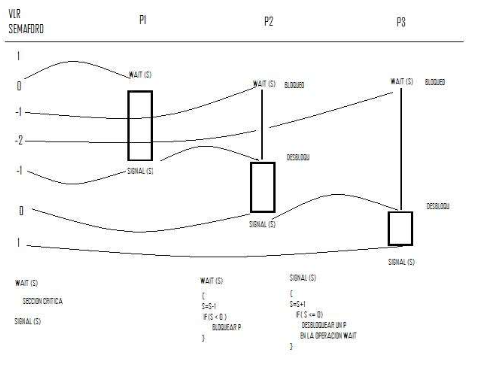 VLR
SEMAFORO
P1
P2
P3
1
0
-1
-2
-1
0
1
WAIT (S)
SIGNAL (S)
WAIT (S)
BLOQUEO
DESBLOQU
SIGNAL (S)
WAIT (S)
BLOQUEO
DESBLOQU
SIGNAL (S)
WAIT (S)
SECCION CRITICA
SIGNAL (S)
WAIT (S)
{
S=S-1
IF( S < 0 )
BLOQUEAR P
}
SIGNAL (S)
{
S=S+1
IF( S <= 0)
DESBLOQUEAR UN P
EN LA OPERACION WAIT
}